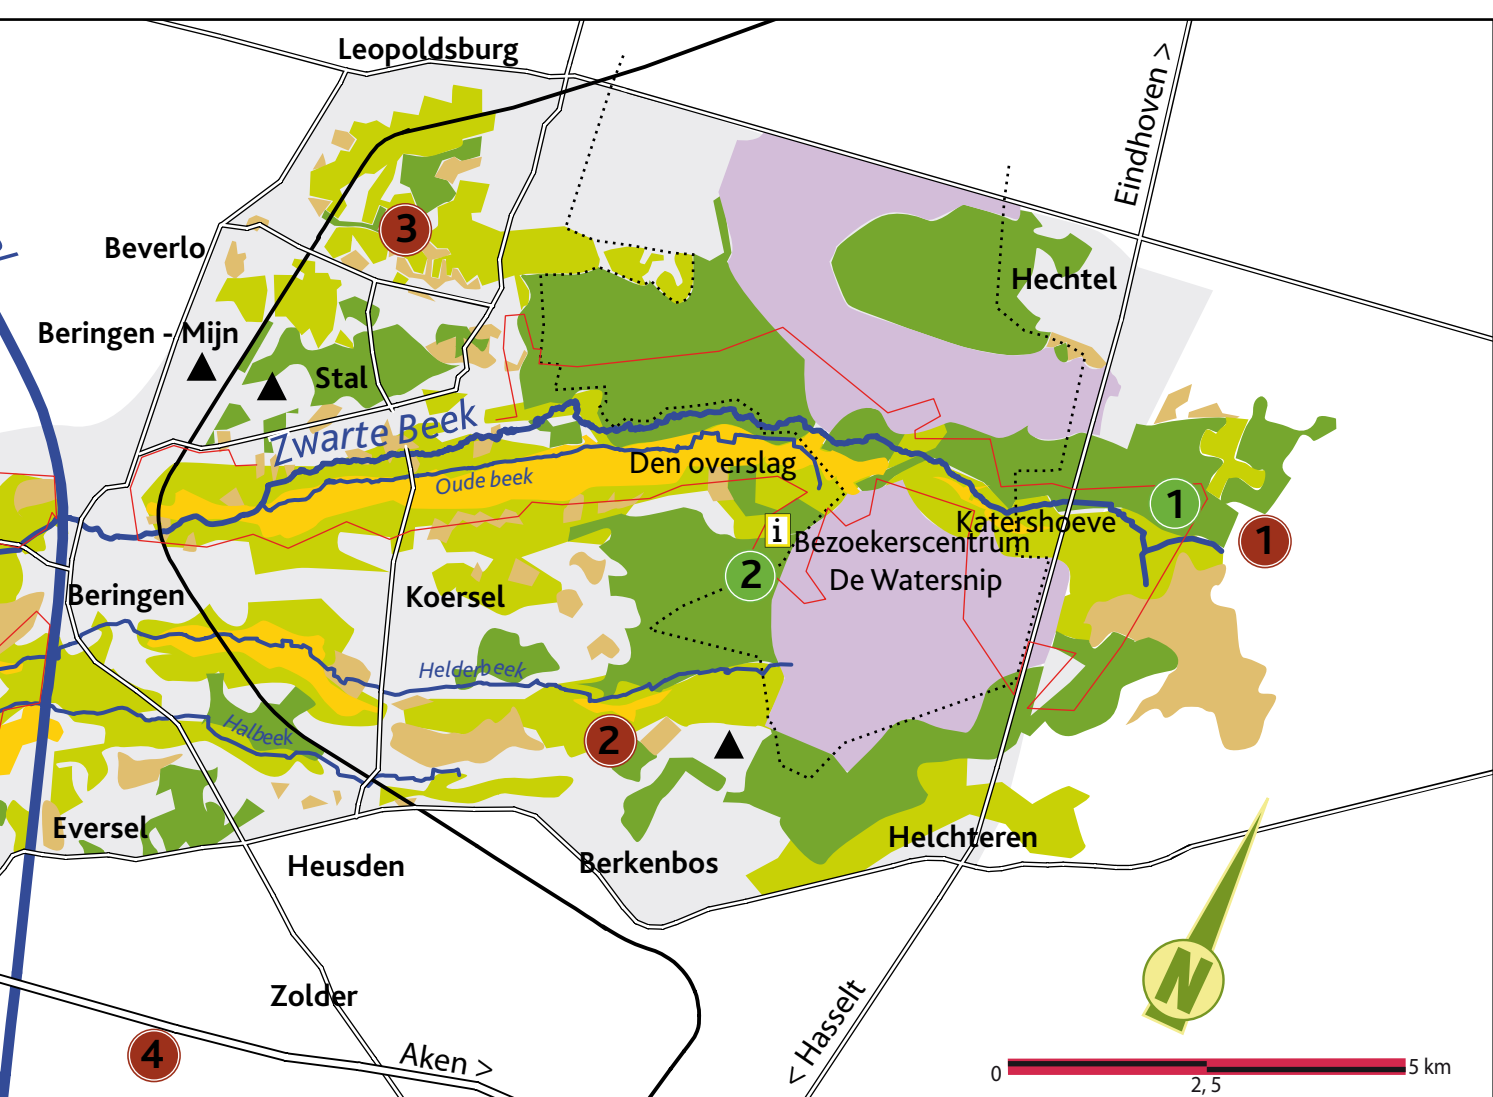 Leopoldsburg
Eindhoven >
3
Beverlo
Hechtel
Beringen - Mijn
Stal
Zwarte Beek
Den overslag
Oude beek
1
Katershoeve
i
1
Bezoekerscentrum
De Watersnip
2
Beringen
Koersel
Helderbeek
Halbeek
2
Eversel
Helchteren
Heusden
Berkenbos
N
Zolder
< Hasselt
4
Aken >
0
2, 5
5 km